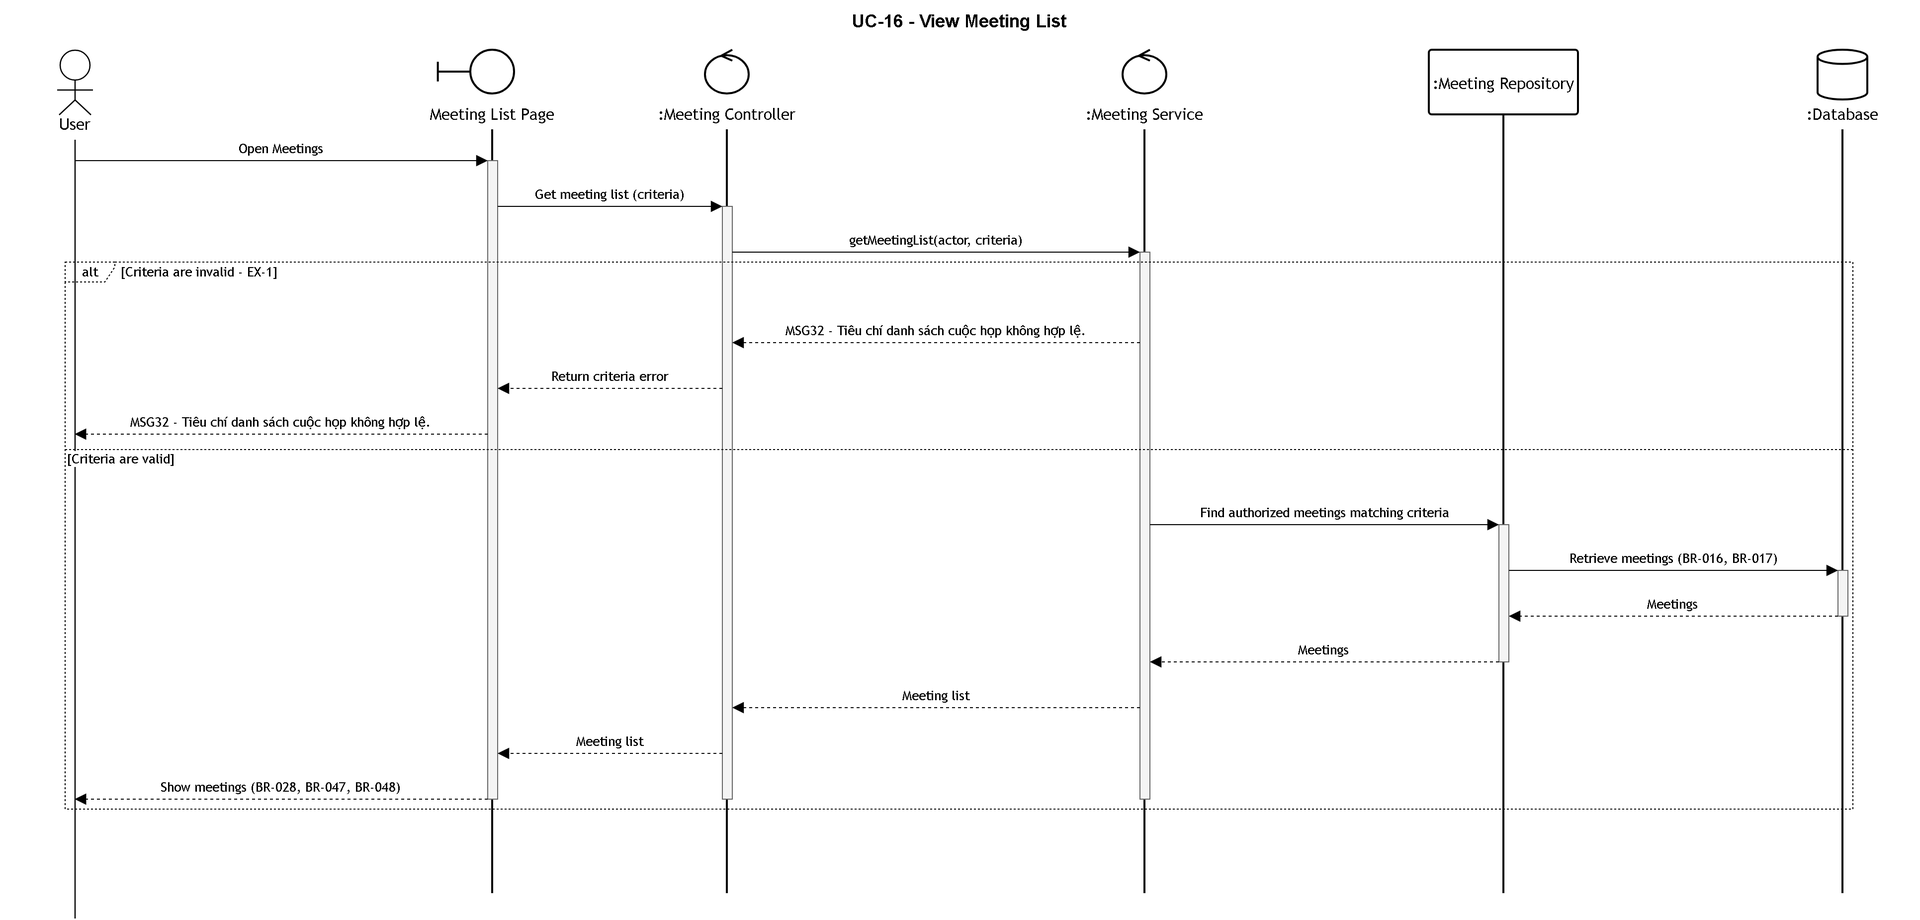 UC-16 - View Meeting List
User
Meeting List Page
:Meeting Controller
:Meeting Service
:Meeting Repository
:Database
Open Meetings
Get meeting list (criteria)
getMeetingList(actor, criteria)
alt
[Criteria are invalid - EX-1]
MSG32 - Tiêu chí danh sách cuộc họp không hợp lệ.
Return criteria error
MSG32 - Tiêu chí danh sách cuộc họp không hợp lệ.
[Criteria are valid]
Find authorized meetings matching criteria
Retrieve meetings (BR-016, BR-017)
Meetings
Meetings
Meeting list
Meeting list
Show meetings (BR-028, BR-047, BR-048)